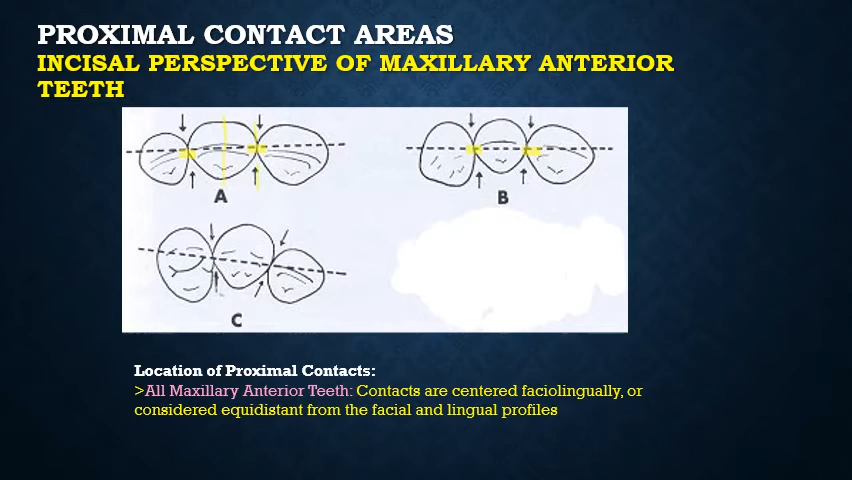 PROXIMAL CONTACT AREAS
INCISAL PERSPECTIVE OF MAXILLARY ANTERIOR
TEETH
A
B
C
Location of Proximal Contacts:
>All Maxillary Anterior Teeth: Contacts are centered faciolingually, or
considered equidistant from the facial and lingual profiles